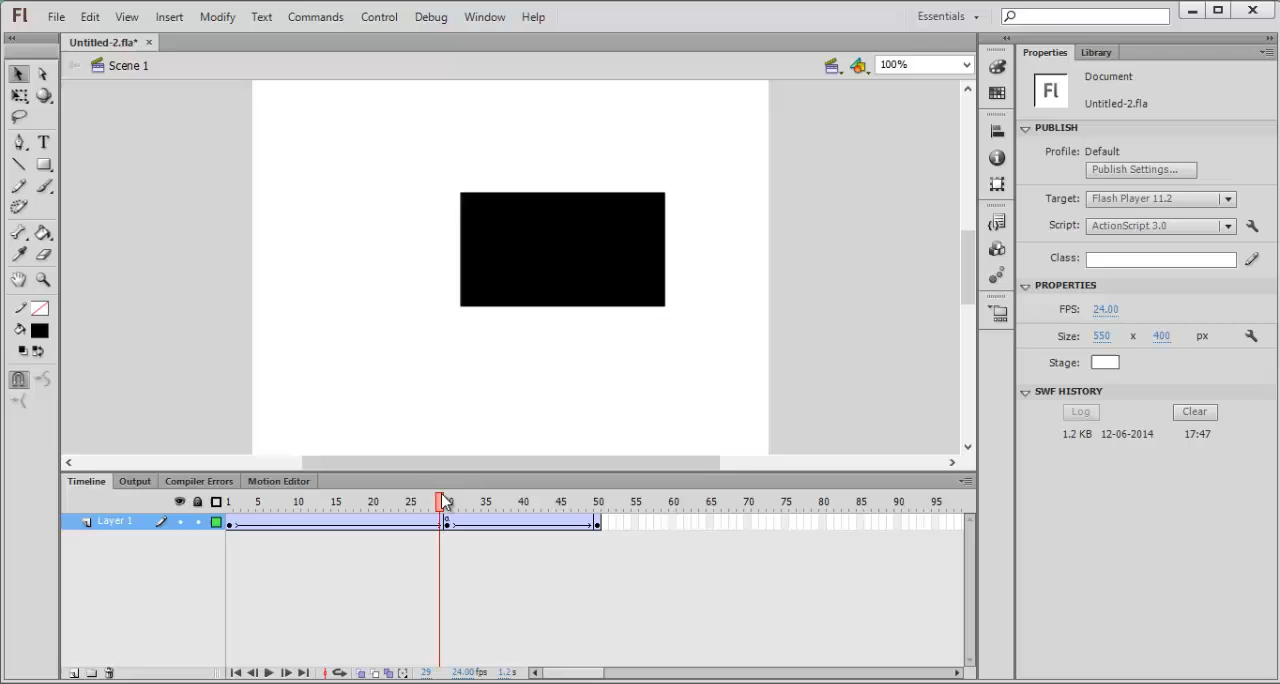 Fl File Edit View Insert Modify Text Commands Control Debug Window Help Essentials
Untitled-2.fla* ×
Scene 1 100%
T
Properties Library
Document
Fl
Untitled-2.fla
PUBLISH
Profile: Default
Publish Settings...
Target: Flash Player 11.2
Script: ActionScript 3.0
Class:
PROPERTIES
FPS: 24.00
Size: 550 x 400 px
Stage:
SWF HISTORY
Log Clear
1.2 KB 12-06-2014 17:47
Timeline Output Compiler Errors Motion Editor
1 5 10 15 20 25 30 35 40 45 50 55 60 65 70 75 80 85 90 95
Layer 1
29 24.00 fps 1.2 s